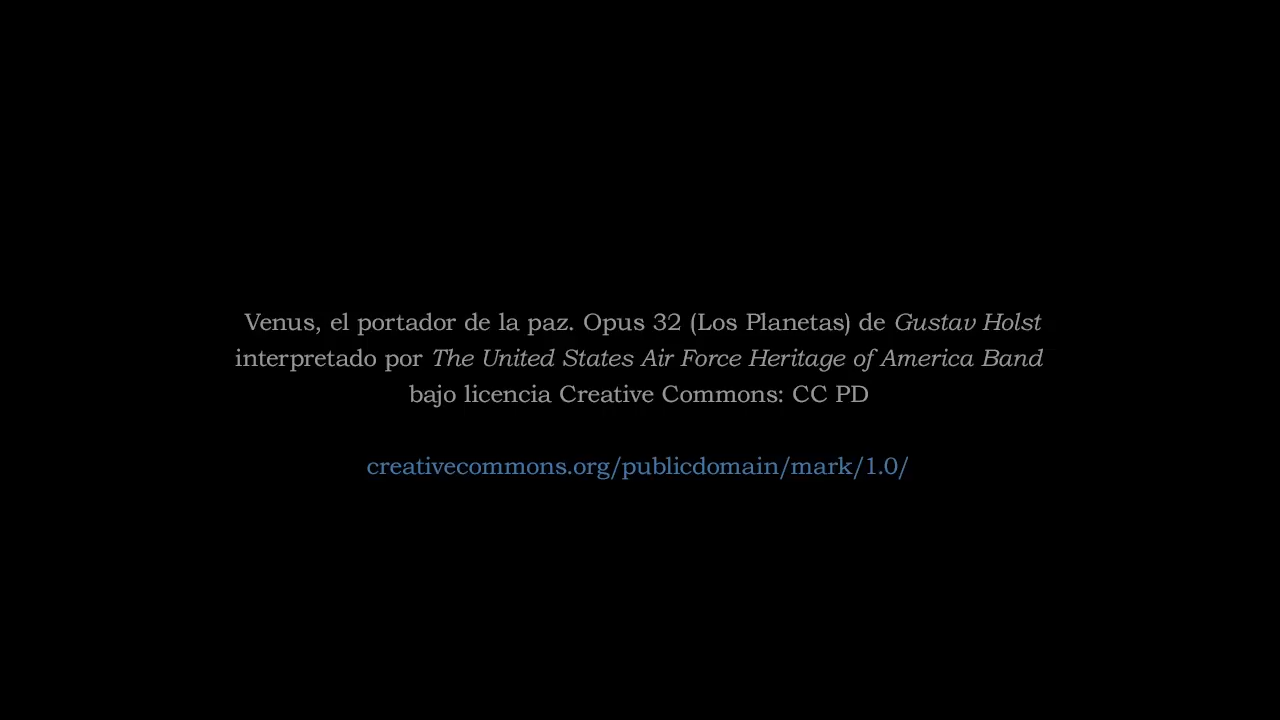 Venus, el portador de la paz. Opus 32 (Los Planetas) de Gustav Holst
interpretado por The United States Air Force Heritage of America Band
bajo licencia Creative Commons: CC PD
creativecommons.org/publicdomain/mark/1.0/